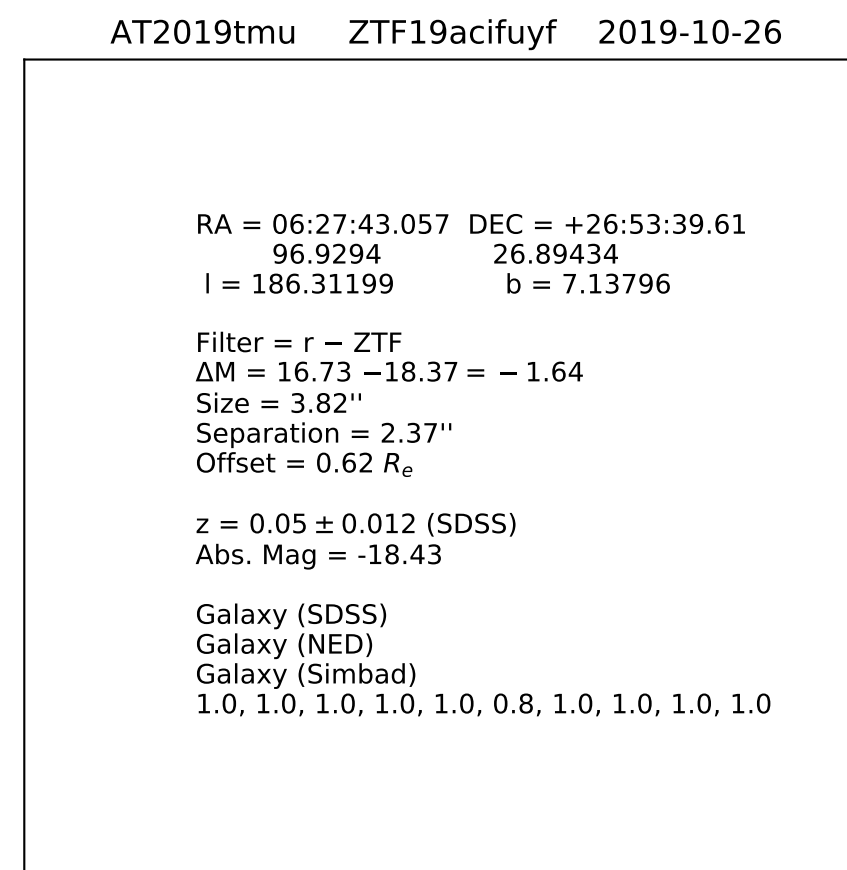 AT2019tmu ZTF19acifuyf 2019-10-26
RA = 06:27:43.057 DEC = +26:53:39.61
96.9294 26.89434
l = 186.31199 b = 7.13796
Filter = r − ZTF
ΔM = 16.73 −18.37 = − 1.64
Size = 3.82''
Separation = 2.37''
Offset = 0.62 Rₑ
z = 0.05 ± 0.012 (SDSS)
Abs. Mag = -18.43
Galaxy (SDSS)
Galaxy (NED)
Galaxy (Simbad)
1.0, 1.0, 1.0, 1.0, 1.0, 0.8, 1.0, 1.0, 1.0, 1.0